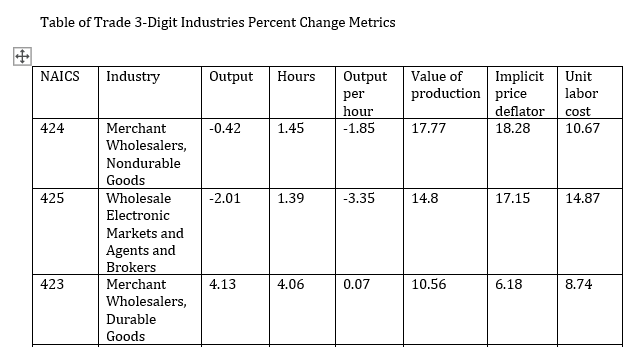 Table of Trade 3-Digit Industries Percent Change Metrics
NAICS Industry Output Hours Output per hour Value of production Implicit price deflator Unit labor cost
424 Merchant Wholesalers, Nondurable Goods -0.42 1.45 -1.85 17.77 18.28 10.67
425 Wholesale Electronic Markets and Agents and Brokers -2.01 1.39 -3.35 14.8 17.15 14.87
423 Merchant Wholesalers, Durable Goods 4.13 4.06 0.07 10.56 6.18 8.74